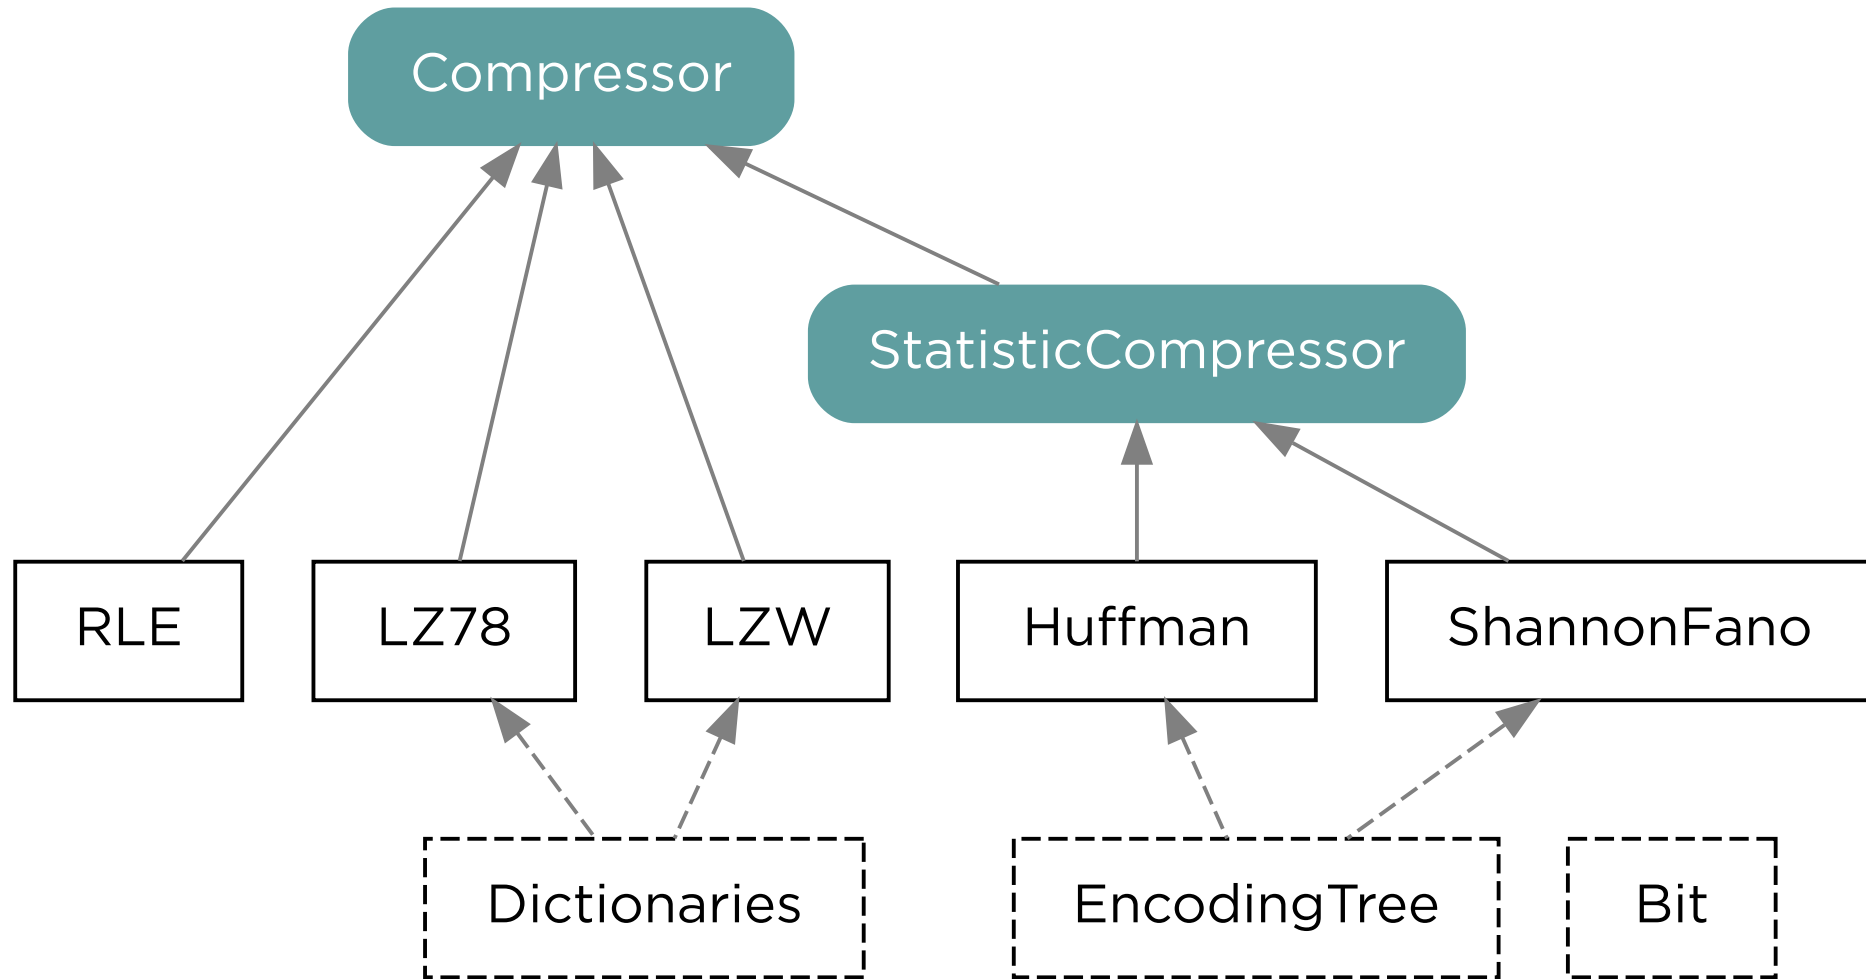 Compressor
StatisticCompressor
RLE
LZ78
LZW
Huffman
ShannonFano
Dictionaries
EncodingTree
Bit